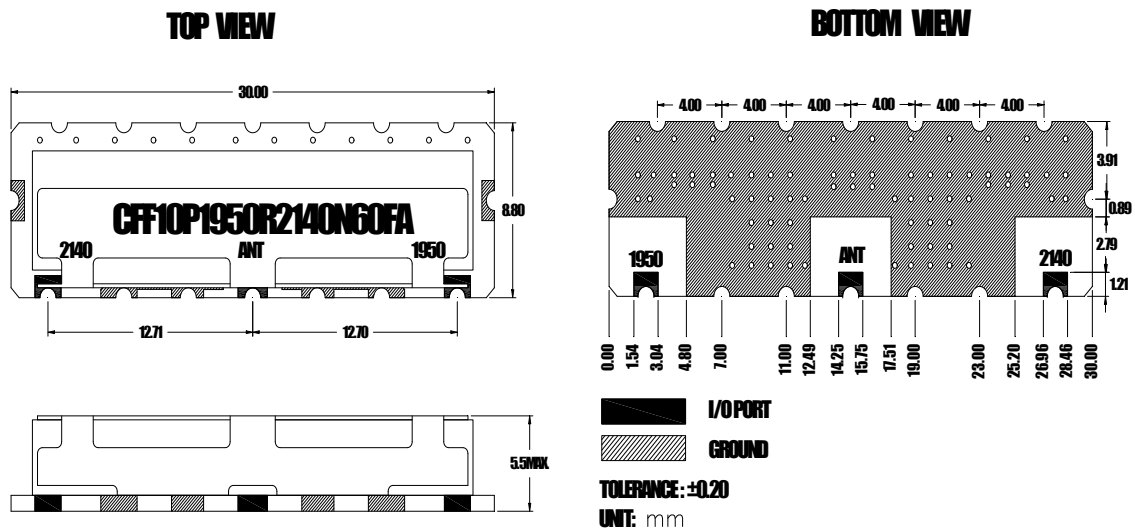 TOP VIEW
BOTTOM VIEW
30.00
8.80
CFF10P1950R2140N60FA
2140 ANT 1950
12.71 12.70
5.5MAX.
4.00 4.00 4.00 4.00 4.00 4.00
3.91
0.89
2.79
1.21
1950 ANT 2140
0.00 1.54 3.04 4.80 7.00 11.00 12.49 14.25 15.75 17.51 19.00 23.00 25.20 26.96 28.46 30.00
I/O PORT
GROUND
TOLERANCE : ±0.20
UNIT: mm